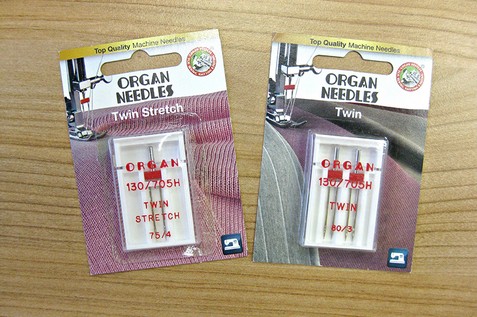 Top Quality Machine Needles
ORGAN
NEEDLES
Twin Stretch
ORGAN
130/705H
TWIN
STRETCH
75/4
Top Quality Machine Needles
ORGAN
NEEDLES
Twin
ORGAN
130/705H
TWIN
80/3